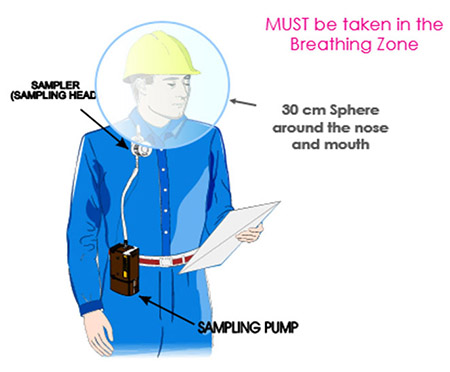 MUST be taken in the
Breathing Zone
SAMPLER
(SAMPLING HEAD
30 cm Sphere
around the nose
and mouth
SAMPLING PUMP